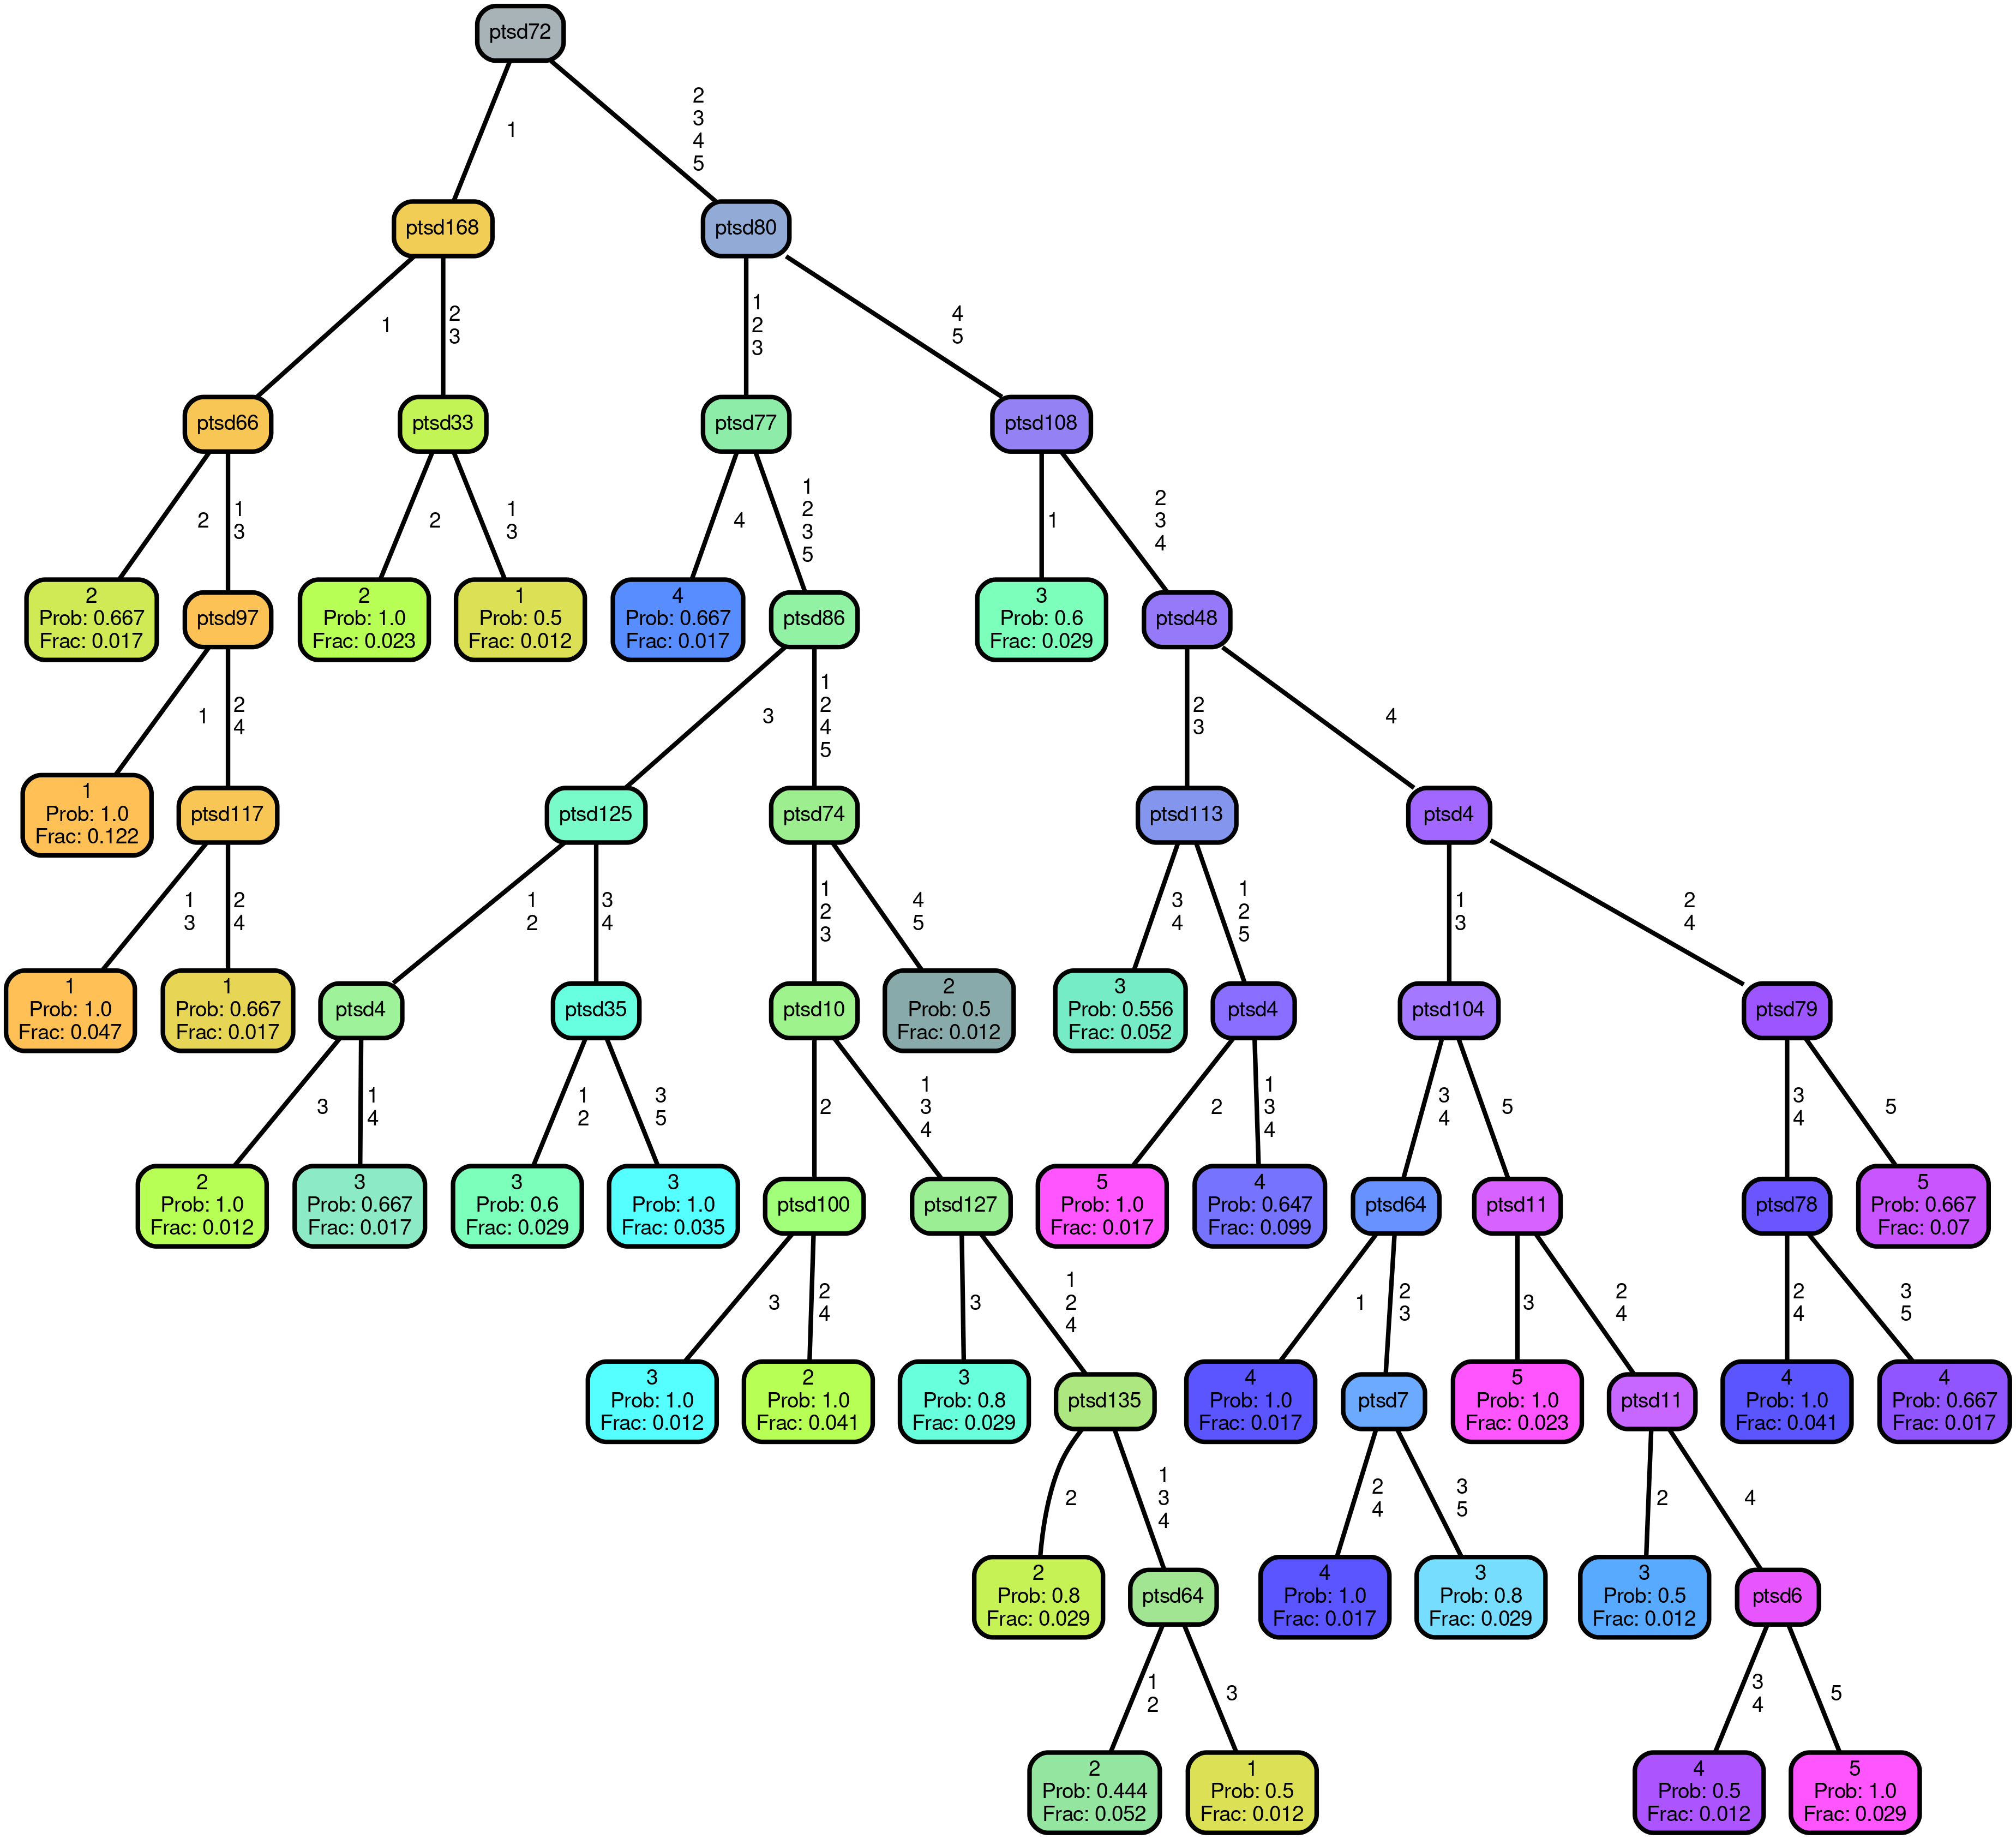 ptsd72
1
2
3
4
5
ptsd168
ptsd80
1
2
3
1
2
3
4
5
ptsd66
ptsd33
ptsd77
ptsd108
2
1
3
2
1
3
4
1
2
3
5
1
2
3
4
2
Prob: 0.667
Frac: 0.017
ptsd97
2
Prob: 1.0
Frac: 0.023
1
Prob: 0.5
Frac: 0.012
4
Prob: 0.667
Frac: 0.017
ptsd86
3
Prob: 0.6
Frac: 0.029
ptsd48
1
2
4
3
1
2
4
5
2
3
4
1
Prob: 1.0
Frac: 0.122
ptsd117
ptsd125
ptsd74
ptsd113
ptsd4
1
3
2
4
1
2
3
4
1
2
3
4
5
3
4
1
2
5
1
3
2
4
1
Prob: 1.0
Frac: 0.047
1
Prob: 0.667
Frac: 0.017
ptsd4
ptsd35
ptsd10
2
Prob: 0.5
Frac: 0.012
3
Prob: 0.556
Frac: 0.052
ptsd4
ptsd104
ptsd79
3
1
4
1
2
3
5
2
1
3
4
2
1
3
4
3
4
5
3
4
5
2
Prob: 1.0
Frac: 0.012
3
Prob: 0.667
Frac: 0.017
3
Prob: 0.6
Frac: 0.029
3
Prob: 1.0
Frac: 0.035
ptsd100
ptsd127
5
Prob: 1.0
Frac: 0.017
4
Prob: 0.647
Frac: 0.099
ptsd64
ptsd11
ptsd78
5
Prob: 0.667
Frac: 0.07
3
2
4
3
1
2
4
1
2
3
3
2
4
2
4
3
5
3
Prob: 1.0
Frac: 0.012
2
Prob: 1.0
Frac: 0.041
3
Prob: 0.8
Frac: 0.029
ptsd135
4
Prob: 1.0
Frac: 0.017
ptsd7
5
Prob: 1.0
Frac: 0.023
ptsd11
4
Prob: 1.0
Frac: 0.041
4
Prob: 0.667
Frac: 0.017
2
1
3
4
2
4
3
5
2
4
2
Prob: 0.8
Frac: 0.029
ptsd64
4
Prob: 1.0
Frac: 0.017
3
Prob: 0.8
Frac: 0.029
3
Prob: 0.5
Frac: 0.012
ptsd6
1
2
3
3
4
5
2
Prob: 0.444
Frac: 0.052
1
Prob: 0.5
Frac: 0.012
4
Prob: 0.5
Frac: 0.012
5
Prob: 1.0
Frac: 0.029